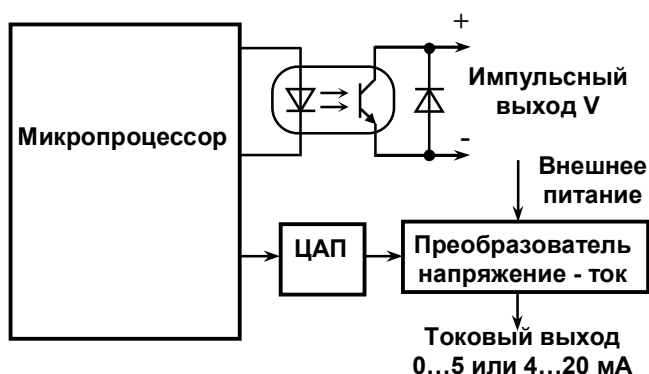 +
Импульсный
выход V
Микропроцессор
-
Внешнее
питание
ЦАП
Преобразователь
напряжение - ток
Токовый выход
0...5 или 4...20 мА